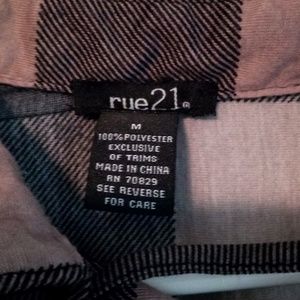 rue21®
M
100% POLYESTER
EXCLUSIVE
OF TRIMS
MADE IN CHINA
RN 70829
SEE REVERSE
FOR CARE